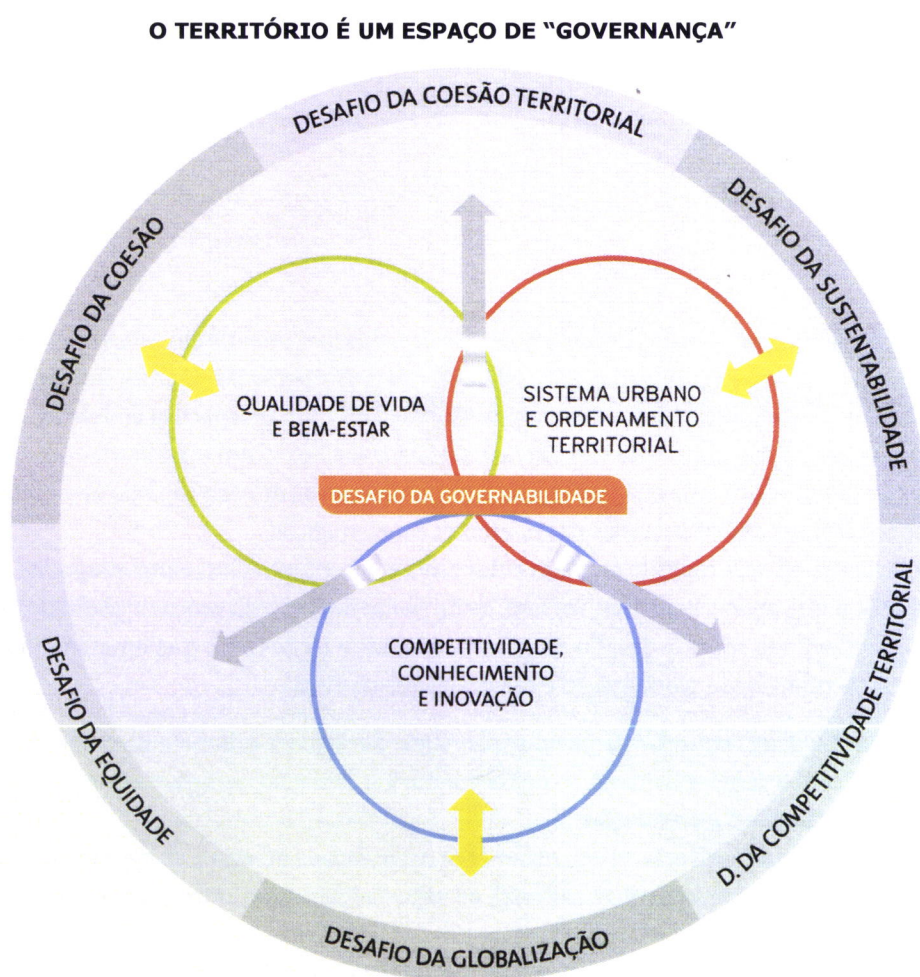 O TERRITÓRIO É UM ESPAÇO DE “GOVERNANÇA”
DESAFIO DA COESÃO TERRITORIAL
DESAFIO DA COESÃO
DESAFIO DA SUSTENTABILIDADE
QUALIDADE DE VIDA
E BEM-ESTAR
SISTEMA URBANO
E ORDENAMENTO
TERRITORIAL
DESAFIO DA GOVERNABILIDADE
COMPETITIVIDADE,
CONHECIMENTO
E INOVAÇÃO
DESAFIO DA EQUIDADE
D. DA COMPETITIVIDADE TERRITORIAL
DESAFIO DA GLOBALIZAÇÃO